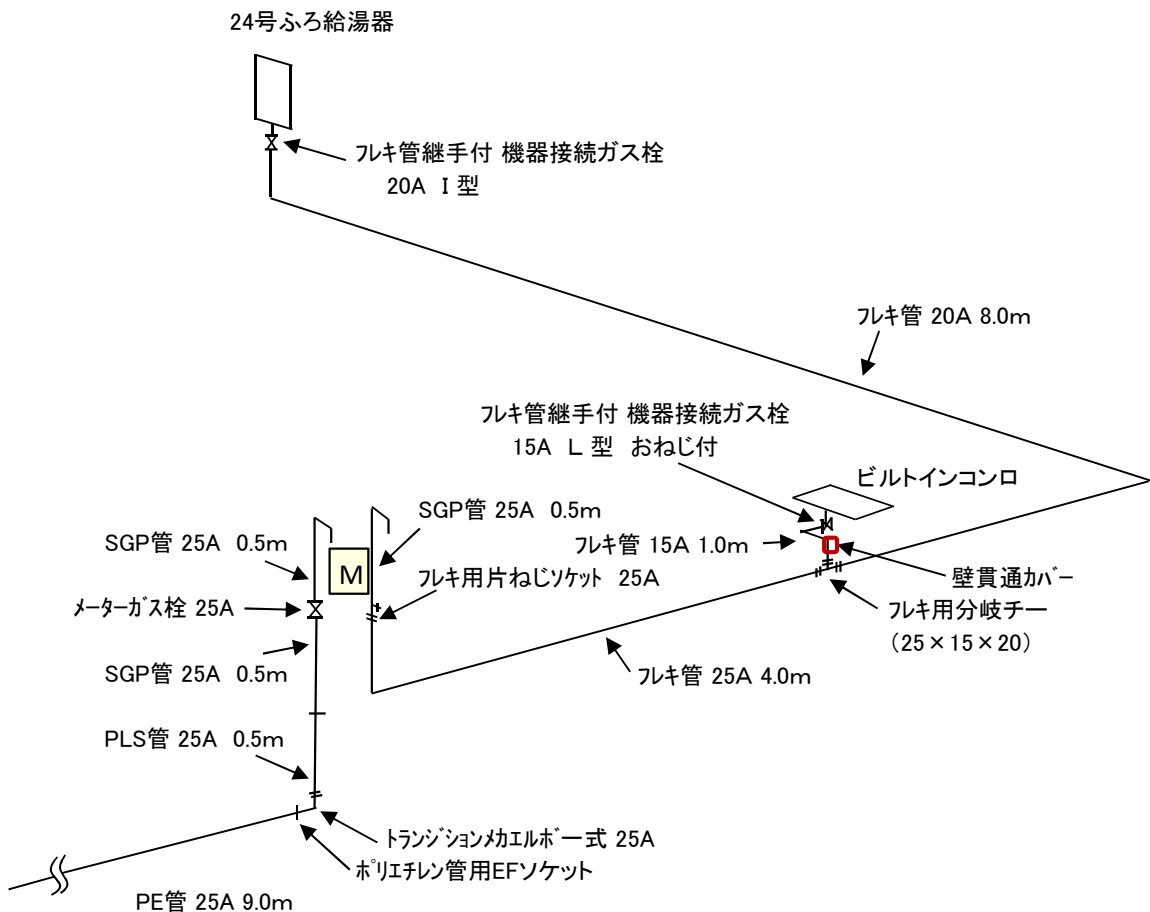 24号ふろ給湯器
フレキ管継手付 機器接続ガス栓
20A I 型
フレキ管 20A 8.0m
フレキ管継手付 機器接続ガス栓
15A L 型 おねじ付
ビルトインコンロ
SGP管 25A 0.5m
SGP管 25A 0.5m
フレキ管 15A 1.0m
M
フレキ用片ねじソケット 25A
壁貫通カバー
メーターガス栓 25A
フレキ用分岐チー
(25×15×20)
SGP管 25A 0.5m
フレキ管 25A 4.0m
PLS管 25A 0.5m
トランジションメカエルボ一式 25A
ポリエチレン管用EFソケット
PE管 25A 9.0m